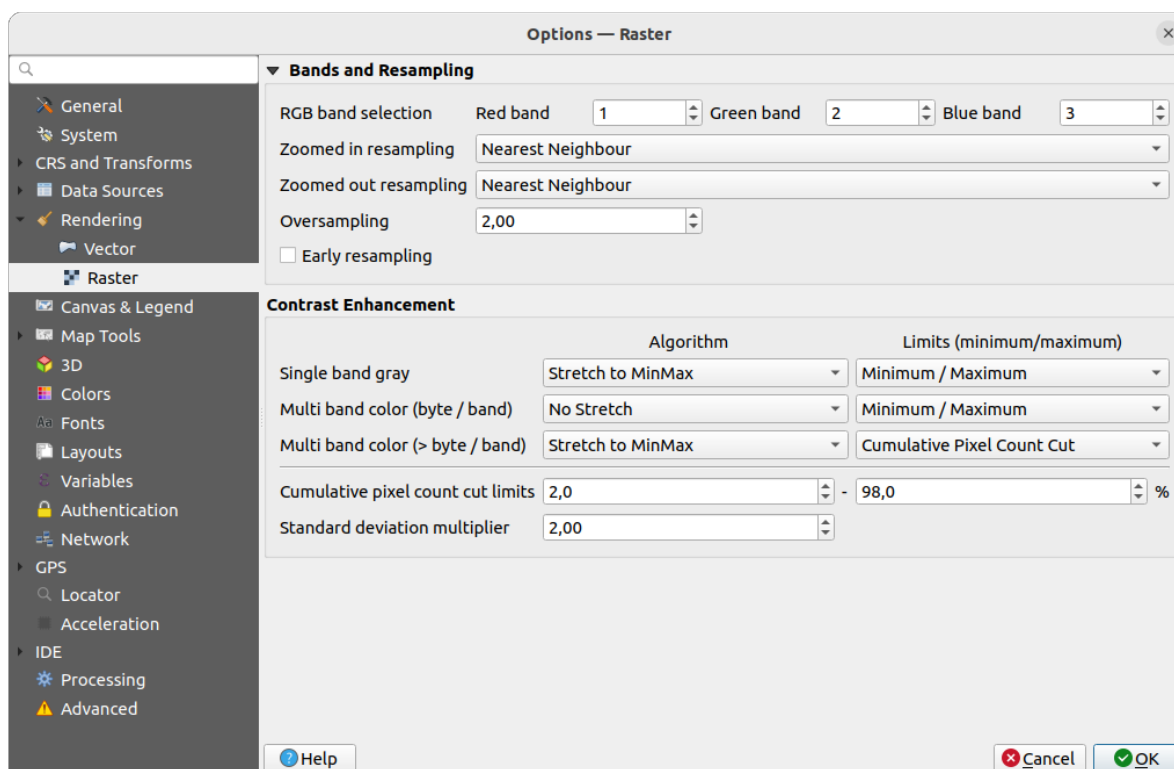 Options — Raster
General
System
CRS and Transforms
Data Sources
Rendering
Vector
Raster
Canvas & Legend
Map Tools
3D
Colors
Fonts
Layouts
Variables
Authentication
Network
GPS
Locator
Acceleration
IDE
Processing
Advanced
Bands and Resampling
RGB band selection Red band 1 Green band 2 Blue band 3
Zoomed in resampling Nearest Neighbour
Zoomed out resampling Nearest Neighbour
Oversampling 2,00
Early resampling
Contrast Enhancement
Algorithm Limits (minimum/maximum)
Single band gray Stretch to MinMax Minimum / Maximum
Multi band color (byte / band) No Stretch Minimum / Maximum
Multi band color (> byte / band) Stretch to MinMax Cumulative Pixel Count Cut
Cumulative pixel count cut limits 2,0 - 98,0 %
Standard deviation multiplier 2,00
Help Cancel OK